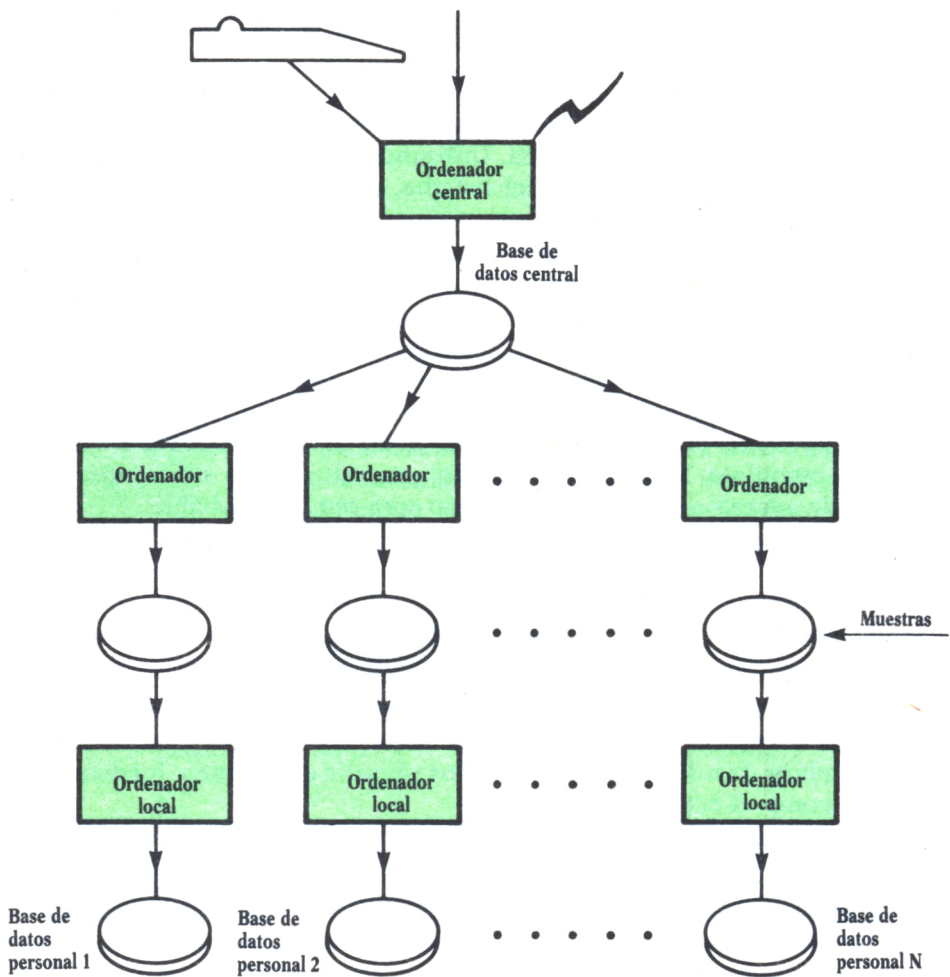 Ordenador
central
Base de
datos central
Ordenador
Ordenador
Ordenador
Muestras
Ordenador
local
Ordenador
local
Ordenador
local
Base de
datos
personal 1
Base de
datos
personal 2
Base de
datos
personal N